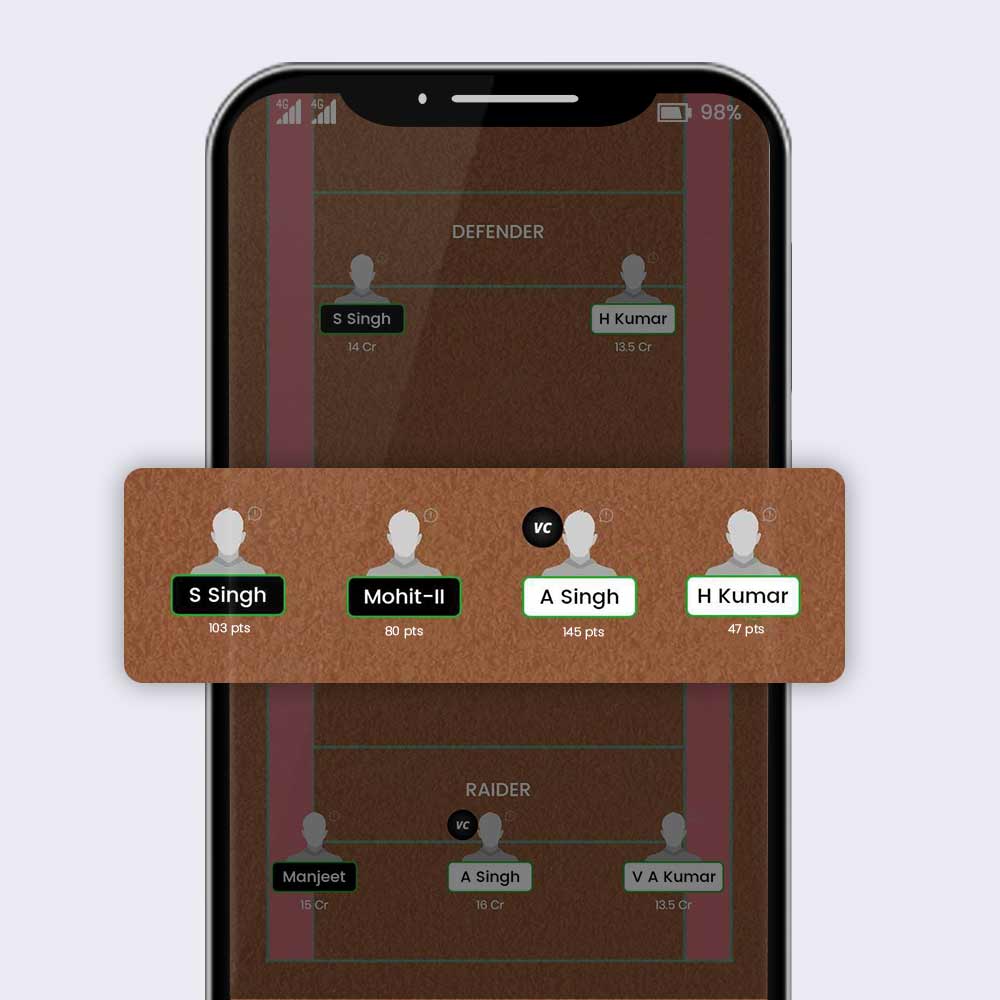 4G 4G 98%
DEFENDER
S Singh H Kumar
14 Cr 13.5 Cr
VC
S Singh Mohit-II A Singh H Kumar
103 pts 80 pts 145 pts 47 pts
RAIDER
VC
Manjeet A Singh V A Kumar
15 Cr 16 Cr 13.5 Cr